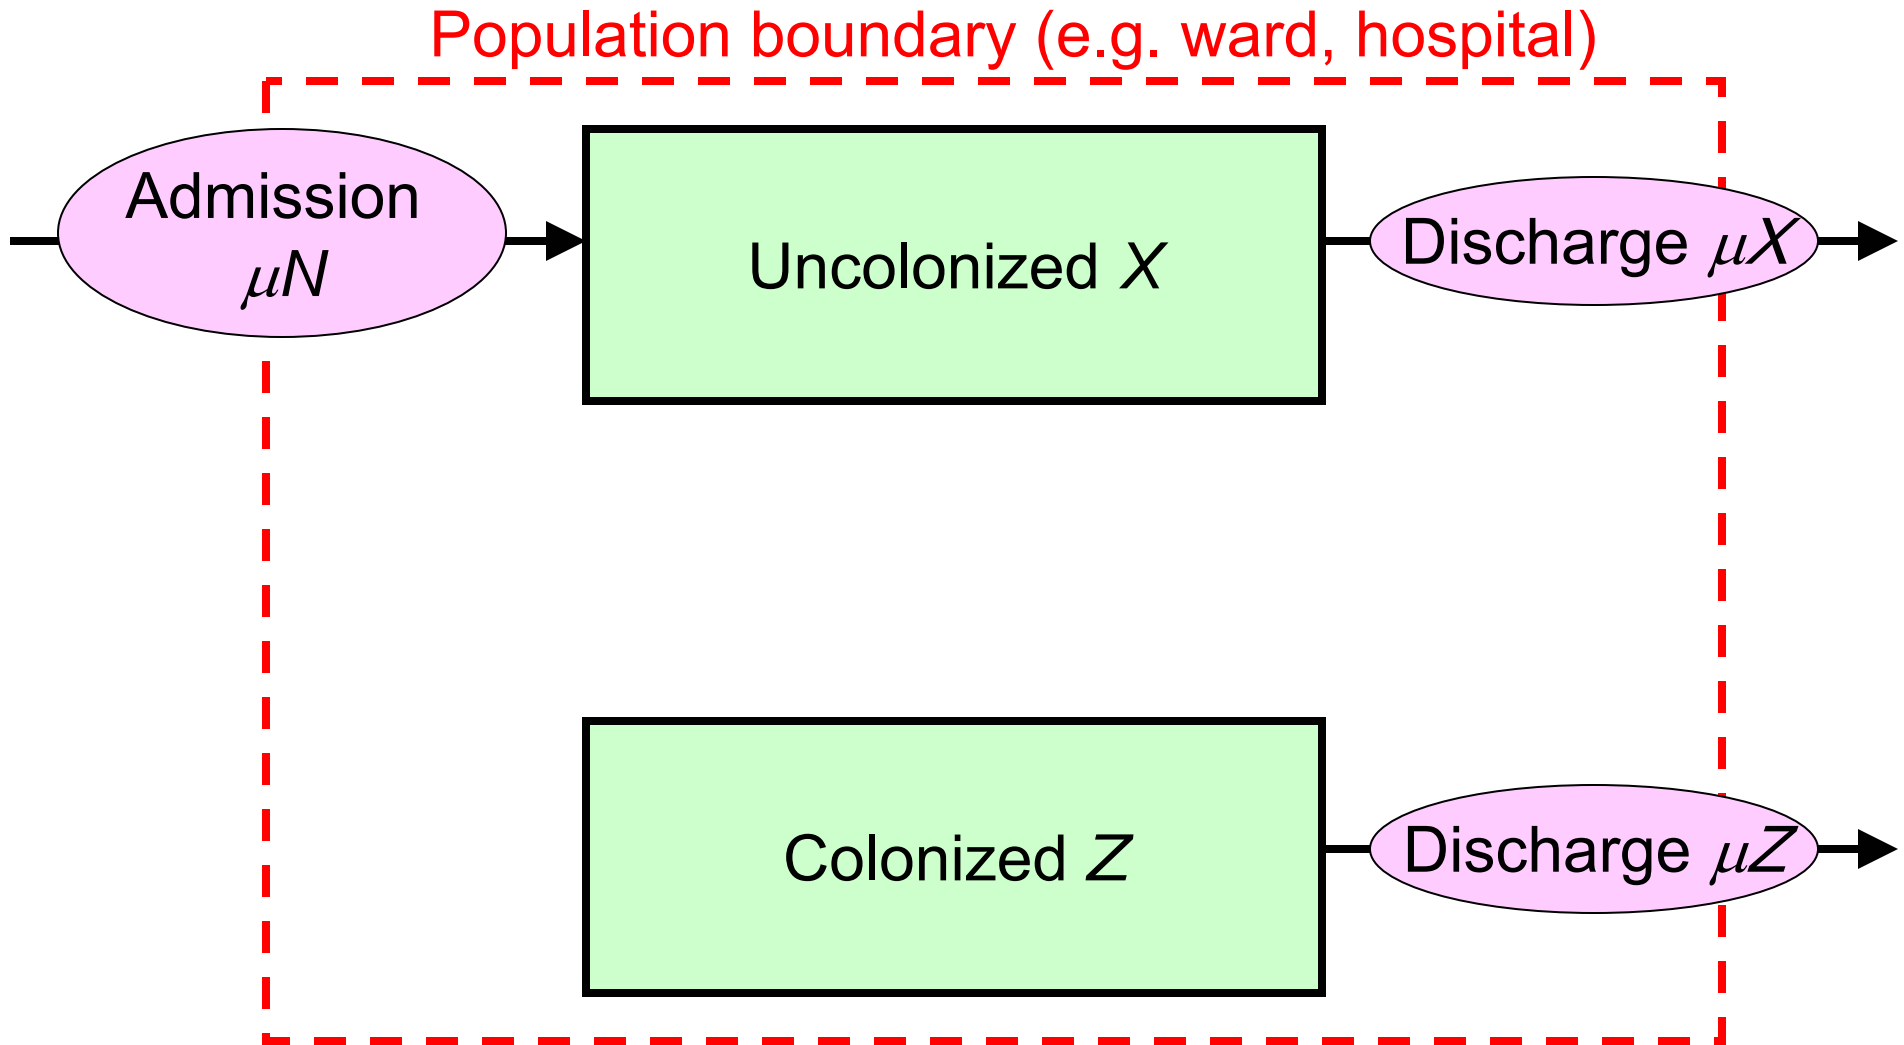 Population boundary (e.g. ward, hospital)
Admission
μN
Uncolonized X
Discharge μX
Colonized Z
Discharge μZ